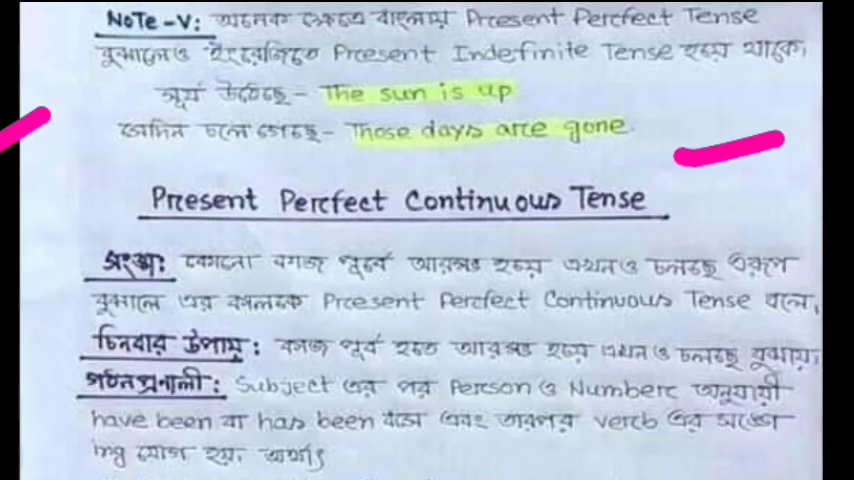 NOTE-V: অনেক ক্ষেত্রে বাংলায় Present Perfect Tense
বুঝালেও ইংরেজিতে Present Indefinite Tense হয়ে থাকে।
সূর্য উঠেছে- The sun is up
সেদিন চলে গেছে- Those days are gone.
Present Perfect Continuous Tense
সংজ্ঞা: কোনো কাজ পূর্বে আরম্ভ হয়ে এখনও চলছে এরূপ
বুঝালে এর কালকে Present Perfect Continuous Tense বলে।
চিনবার উপায়: কাজ পূর্ব হতে আরম্ভ হয়ে এখনও চলছে বুঝায়।
গঠনপ্রনালী: Subject এর পর Person ও Number অনুযায়ী
have been বা has been বসে এবং তারপর verb এর সঙ্গে
ing যোগ হয়। অর্থাৎ